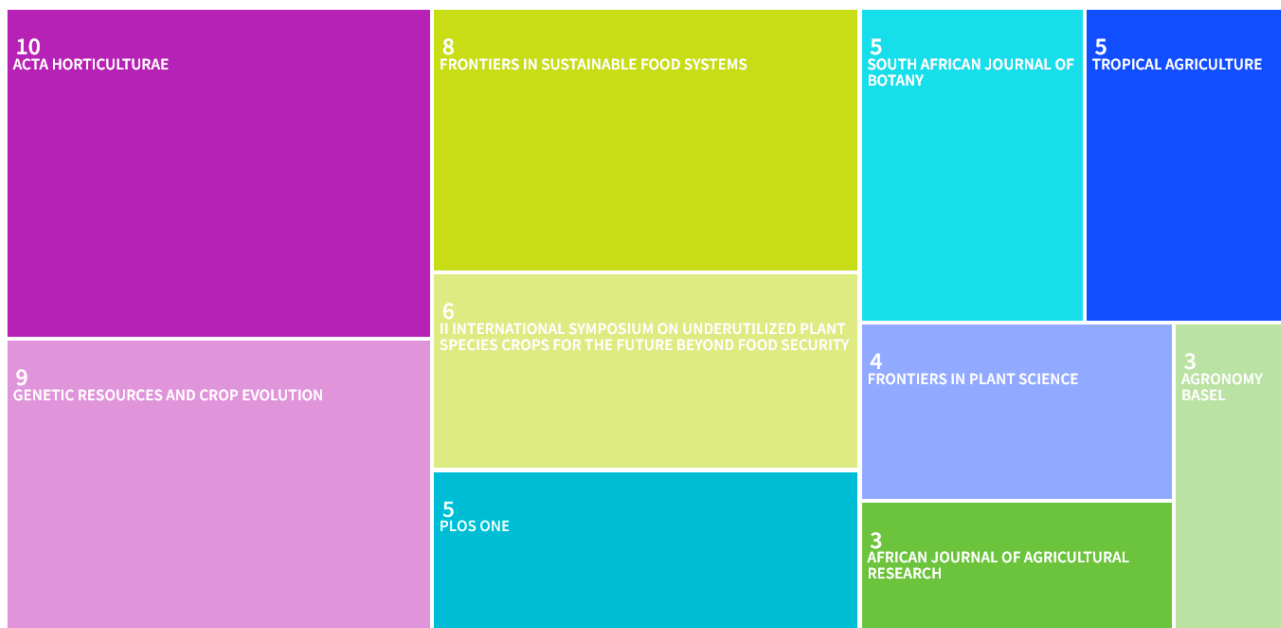 10
ACTA HORTICULTURAE
9
GENETIC RESOURCES AND CROP EVOLUTION
8
FRONTIERS IN SUSTAINABLE FOOD SYSTEMS
6
II INTERNATIONAL SYMPOSIUM ON UNDERUTILIZED PLANT
SPECIES CROPS FOR THE FUTURE BEYOND FOOD SECURITY
5
PLOS ONE
5
SOUTH AFRICAN JOURNAL OF
BOTANY
5
TROPICAL AGRICULTURE
4
FRONTIERS IN PLANT SCIENCE
3
AFRICAN JOURNAL OF AGRICULTURAL
RESEARCH
3
AGRONOMY
BASEL